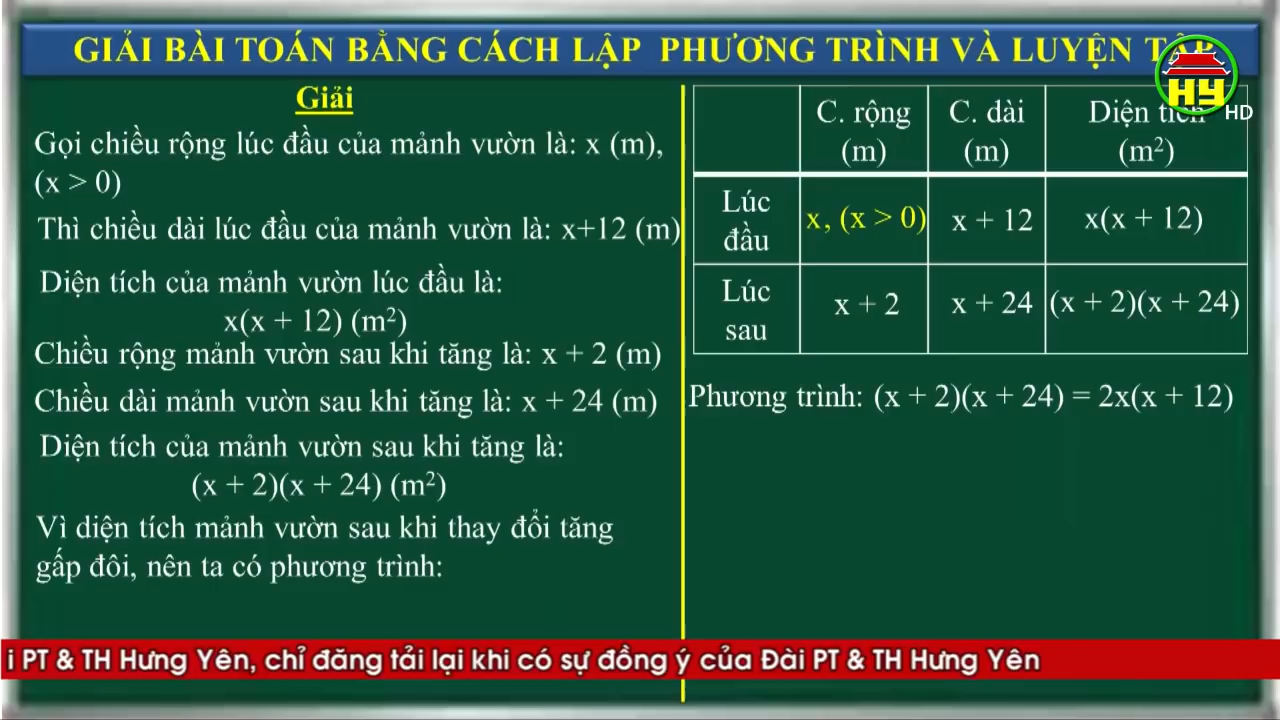 GIẢI BÀI TOÁN BẰNG CÁCH LẬP PHƯƠNG TRÌNH VÀ LUYỆN TẬP
HY HD
Giải
Gọi chiều rộng lúc đầu của mảnh vườn là: x (m),
(x > 0)
Thì chiều dài lúc đầu của mảnh vườn là: x+12 (m)
Diện tích của mảnh vườn lúc đầu là:
x(x + 12) (m²)
Chiều rộng mảnh vườn sau khi tăng là: x + 2 (m)
Chiều dài mảnh vườn sau khi tăng là: x + 24 (m)
Diện tích của mảnh vườn sau khi tăng là:
(x + 2)(x + 24) (m²)
Vì diện tích mảnh vườn sau khi thay đổi tăng
gấp đôi, nên ta có phương trình:
C. rộng C. dài Diện tích
(m) (m) (m²)
Lúc
đầu x, (x > 0) x + 12 x(x + 12)
Lúc
sau x + 2 x + 24 (x + 2)(x + 24)
Phương trình: (x + 2)(x + 24) = 2x(x + 12)
i PT & TH Hưng Yên, chỉ đăng tải lại khi có sự đồng ý của Đài PT & TH Hưng Yên